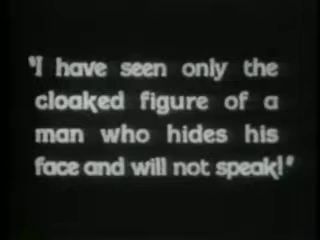 "I have seen only the
cloaked figure of a
man who hides his
face and will not speak!"